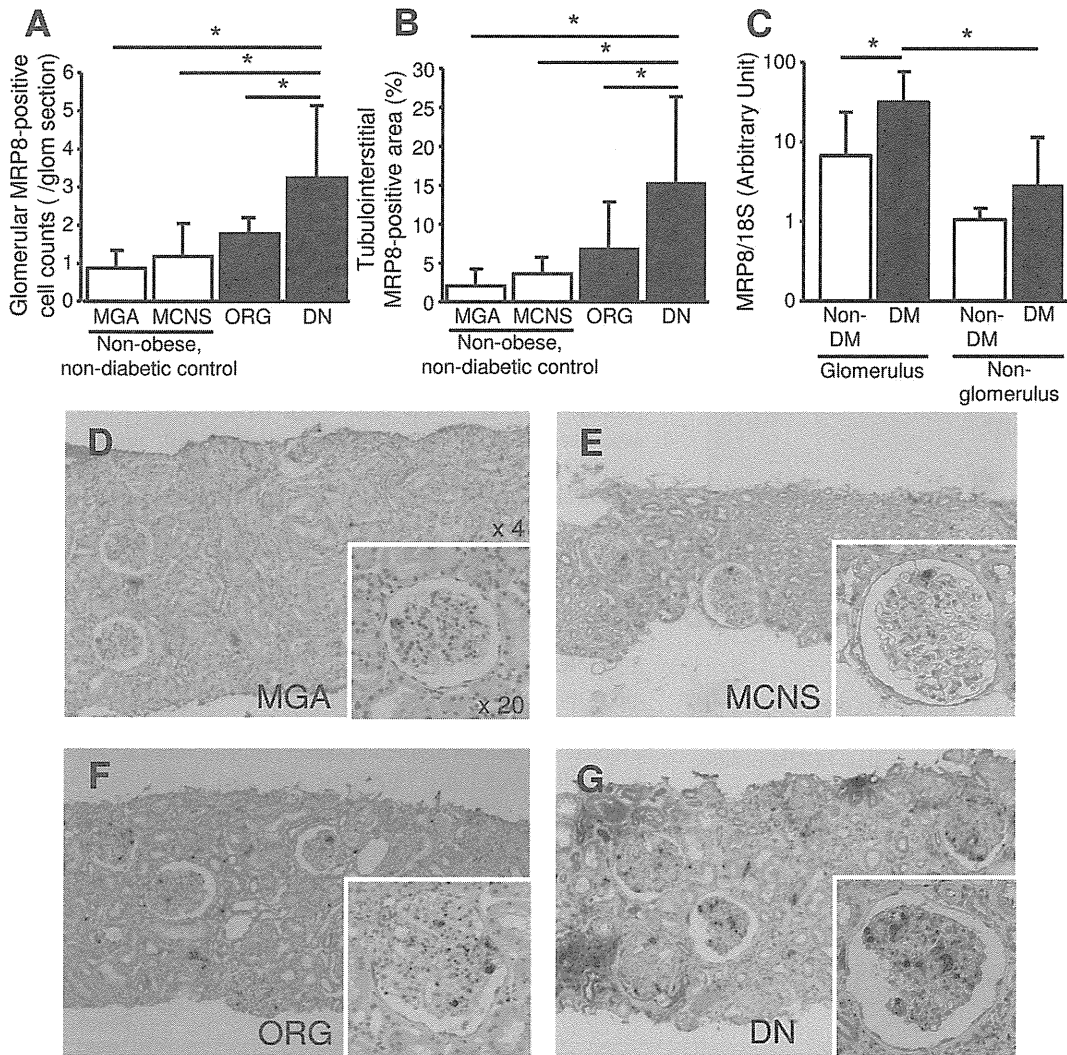 A
Glomerular MRP8-positive
cell counts ( /glom section)
6
5
4
3
2
1
0
*
*
*
MGA MCNS ORG DN
Non-obese,
non-diabetic control
B
Tubulointerstitial
MRP8-positive area (%)
30
25
20
15
10
5
0
*
*
*
MGA MCNS ORG DN
Non-obese,
non-diabetic control
C
MRP8/18S (Arbitrary Unit)
100
10
1
0
*
*
Non-
DM
DM
Non-
DM
DM
Glomerulus
Non-
glomerulus
D
x 4
x 20
MGA
E
MCNS
F
ORG
G
DN